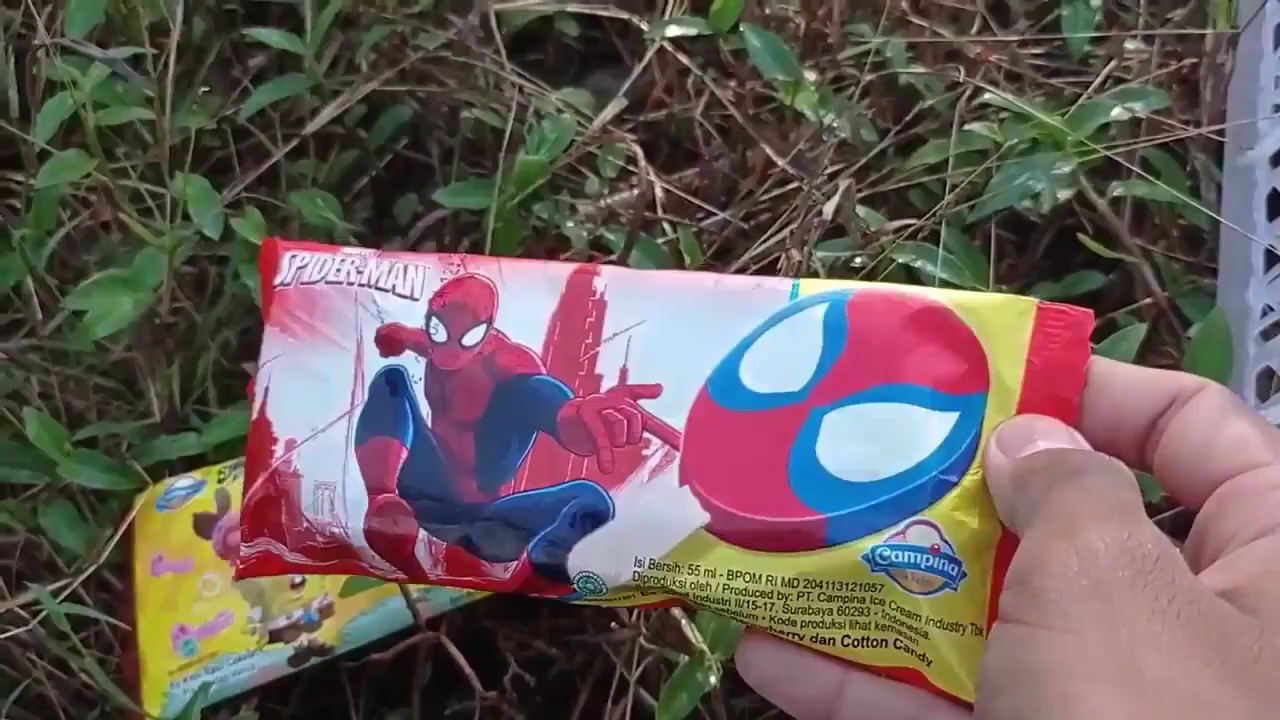 SPIDER-MAN
Campina
Isi Bersih: 55 ml - BPOM RI MD 204113121057
Diproduksi oleh / Produced by: PT. Campina Ice Cream Industry Tbk
Industri II/15-17, Surabaya 60293 - Indonesia.
• Kode produksi lihat kemasan
dan Cotton Candy